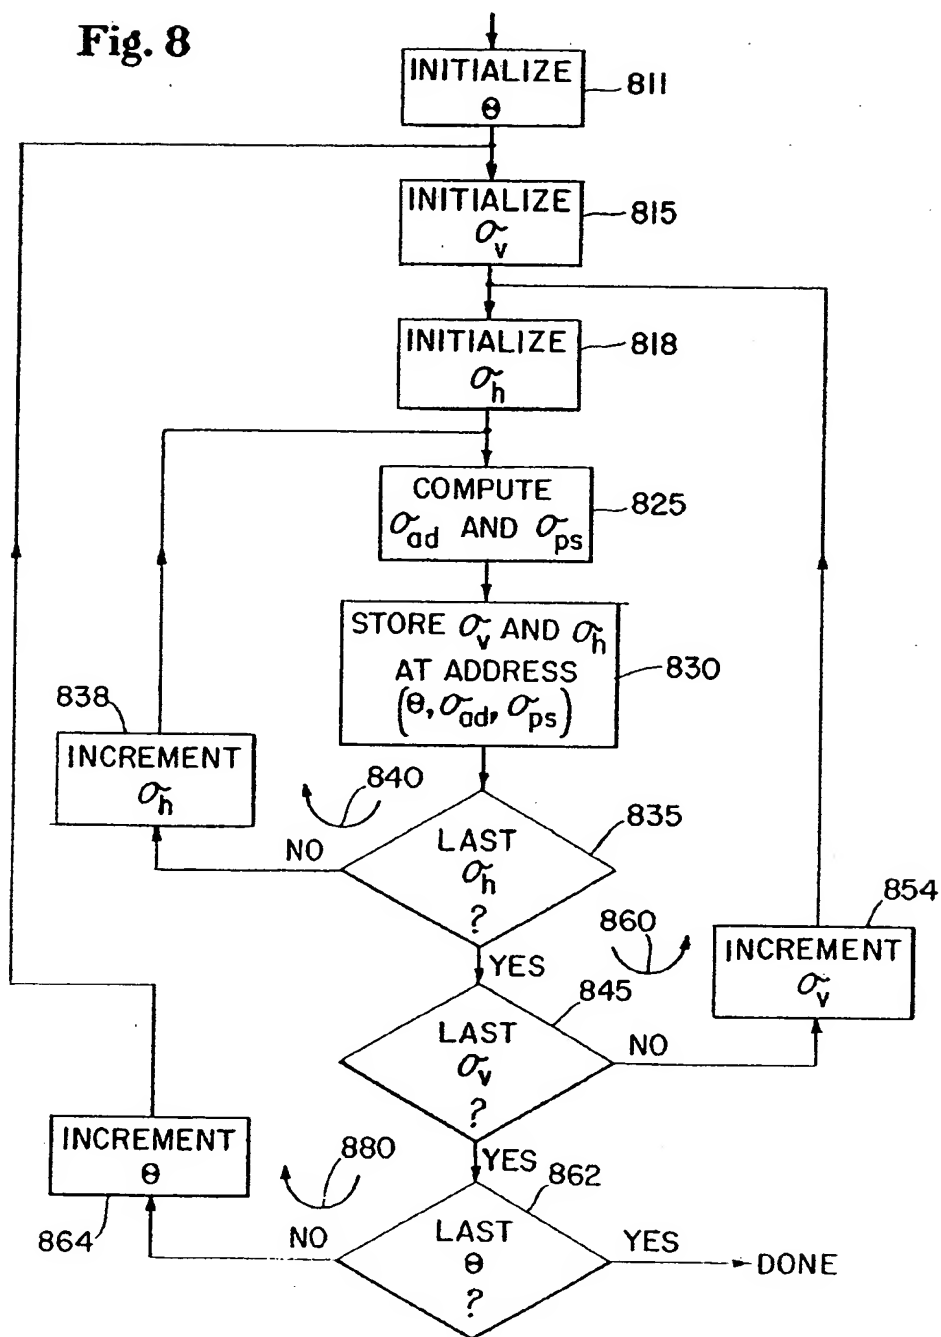 Fig. 8
INITIALIZE
Θ
811
INITIALIZE
σv
815
INITIALIZE
σh
818
COMPUTE
σad AND σps
825
STORE σv AND σh
AT ADDRESS
(Θ, σad, σps)
830
838
INCREMENT
σh
840
835
LAST
σh
?
NO
YES
860
854
INCREMENT
σv
845
LAST
σv
?
NO
YES
INCREMENT
Θ
864
880
862
LAST
Θ
?
NO
YES
DONE